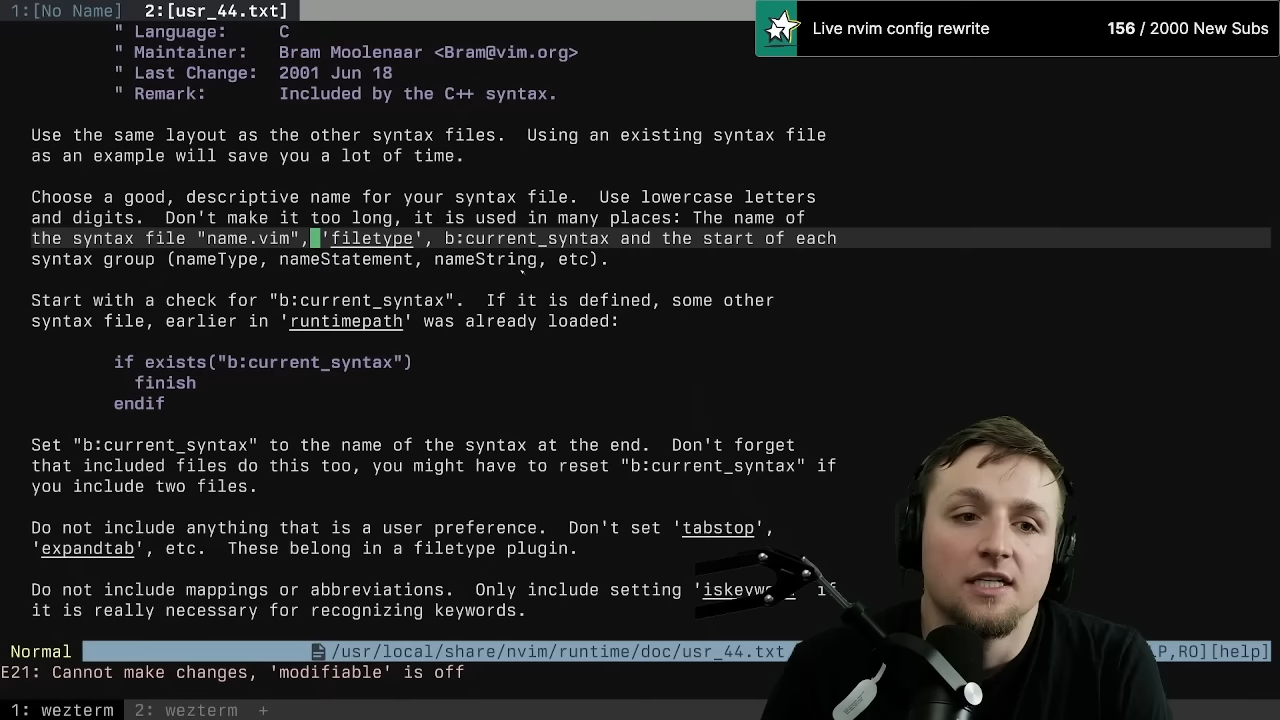 1:[No Name] 2:[usr_44.txt]
Live nvim config rewrite 156 / 2000 New Subs
" Language: C
" Maintainer: Bram Moolenaar <Bram@vim.org>
" Last Change: 2001 Jun 18
" Remark: Included by the C++ syntax.
Use the same layout as the other syntax files. Using an existing syntax file
as an example will save you a lot of time.
Choose a good, descriptive name for your syntax file. Use lowercase letters
and digits. Don't make it too long, it is used in many places: The name of
the syntax file "name.vim", 'filetype', b:current_syntax and the start of each
syntax group (nameType, nameStatement, nameString, etc).
Start with a check for "b:current_syntax". If it is defined, some other
syntax file, earlier in 'runtimepath' was already loaded:
if exists("b:current_syntax")
finish
endif
Set "b:current_syntax" to the name of the syntax at the end. Don't forget
that included files do this too, you might have to reset "b:current_syntax" if
you include two files.
Do not include anything that is a user preference. Don't set 'tabstop',
'expandtab', etc. These belong in a filetype plugin.
Do not include mappings or abbreviations. Only include setting if
it is really necessary for recognizing keywords.
Normal /usr/local/share/nvim/runtime/doc/usr_44.txt ,RO][help]
E21: Cannot make changes, 'modifiable' is off
1: wezterm 2: wezterm +